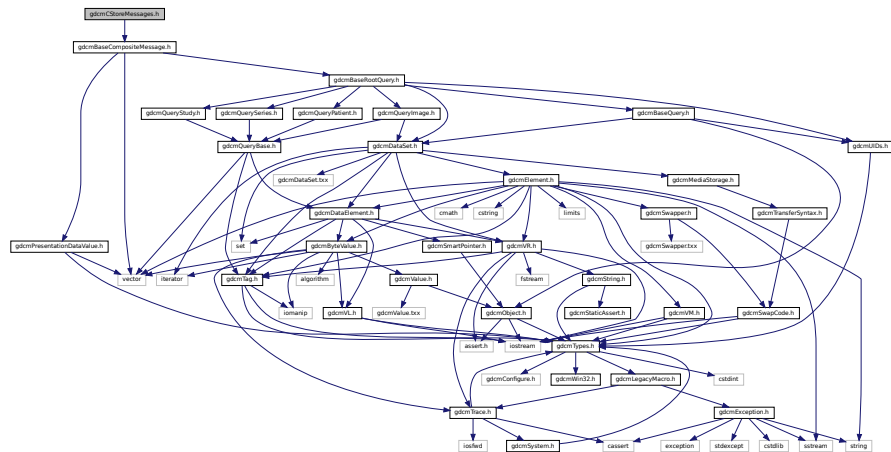 gdcmCStoreMessages.h
gdcmBaseCompositeMessage.h
gdcmBaseRootQuery.h
gdcmQueryStudy.h
gdcmQuerySeries.h
gdcmQueryPatient.h
gdcmQueryImage.h
gdcmBaseQuery.h
gdcmQueryBase.h
gdcmDataSet.h
gdcmUIDs.h
gdcmDataSet.txx
gdcmElement.h
gdcmMediaStorage.h
gdcmDataElement.h
cmath
cstring
limits
gdcmSwapper.h
gdcmTransferSyntax.h
gdcmPresentationDataValue.h
set
gdcmByteValue.h
gdcmSmartPointer.h
gdcmVR.h
gdcmSwapper.txx
vector
iterator
gdcmTag.h
algorithm
gdcmValue.h
fstream
gdcmString.h
iomanip
gdcmVL.h
gdcmValue.txx
gdcmObject.h
gdcmStaticAssert.h
gdcmVM.h
gdcmSwapCode.h
assert.h
iostream
gdcmTypes.h
gdcmConfigure.h
gdcmWin32.h
gdcmLegacyMacro.h
cstdint
gdcmTrace.h
gdcmException.h
iosfwd
gdcmSystem.h
cassert
exception
stdexcept
cstdlib
sstream
string